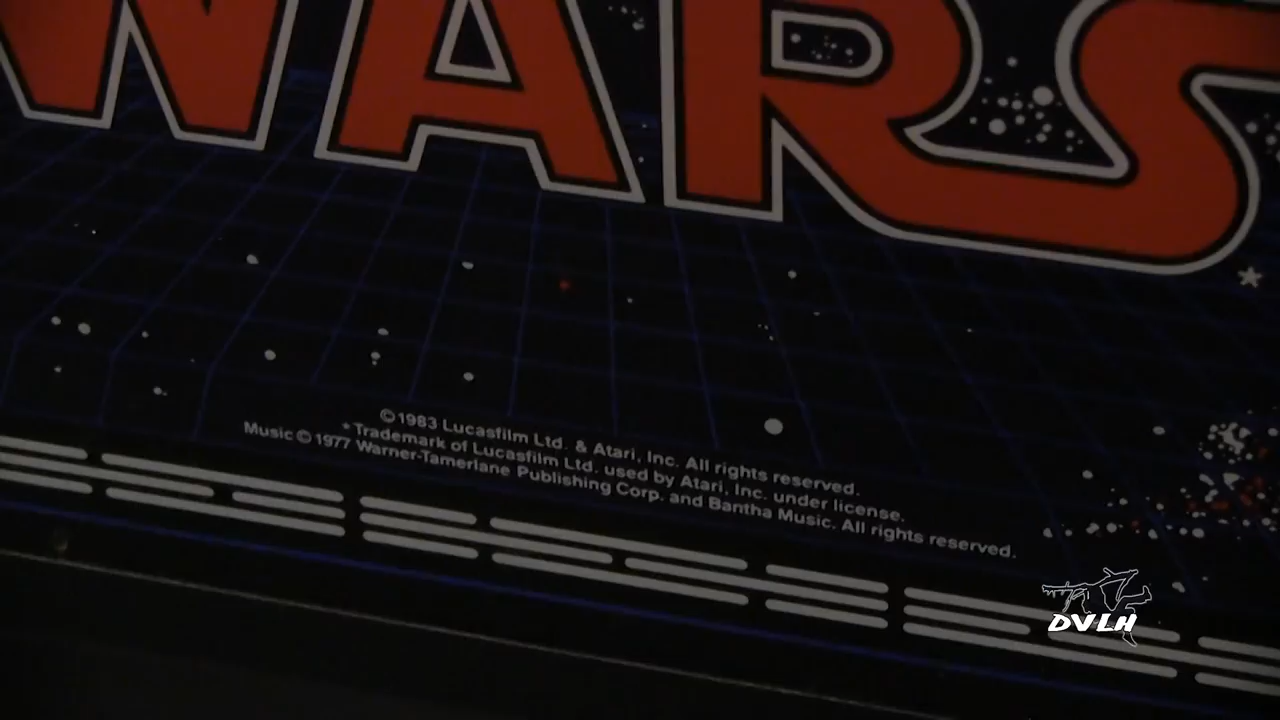 WARS
©1983 Lucasfilm Ltd. & Atari, Inc. All rights reserved.
*Trademark of Lucasfilm Ltd. used by Atari, Inc. under license.
Music ©1977 Warner-Tamerlane Publishing Corp. and Bantha Music. All rights reserved.
DVLH